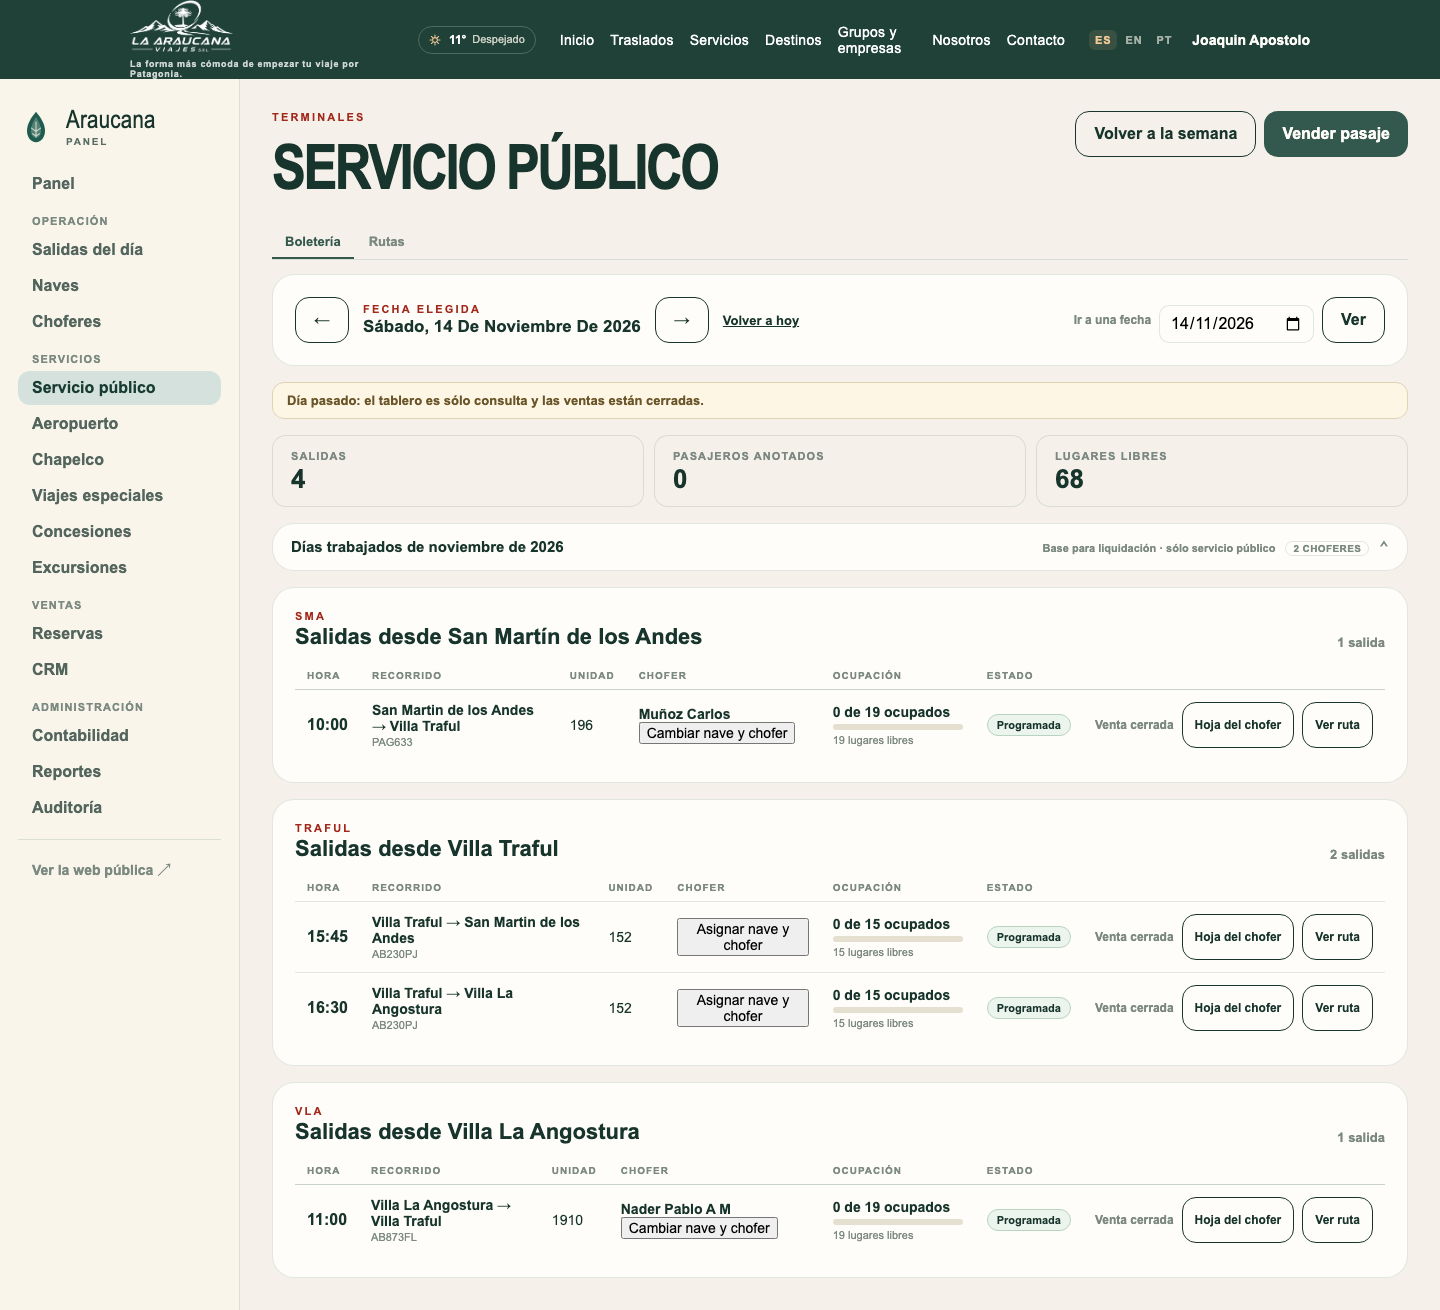 LA ARAUCANA
VIAJES S.R.L.
La forma más cómoda de empezar tu viaje por
Patagonia.
11° Despejado
Inicio
Traslados
Servicios
Destinos
Grupos y
empresas
Nosotros
Contacto
ES EN PT
Joaquin Apostolo
Araucana
PANEL
Panel
OPERACIÓN
Salidas del día
Naves
Choferes
SERVICIOS
Servicio público
Aeropuerto
Chapelco
Viajes especiales
Concesiones
Excursiones
VENTAS
Reservas
CRM
ADMINISTRACIÓN
Contabilidad
Reportes
Auditoría
Ver la web pública ↗
TERMINALES
SERVICIO PÚBLICO
Volver a la semana
Vender pasaje
Boletería
Rutas
←
FECHA ELEGIDA
Sábado, 14 De Noviembre De 2026
→
Volver a hoy
Ir a una fecha
14/11/2026
Ver
Día pasado: el tablero es sólo consulta y las ventas están cerradas.
SALIDAS
4
PASAJEROS ANOTADOS
0
LUGARES LIBRES
68
Días trabajados de noviembre de 2026
Base para liquidación · sólo servicio público
2 CHOFERES
SMA
Salidas desde San Martín de los Andes
1 salida
HORA RECORRIDO UNIDAD CHOFER OCUPACIÓN ESTADO
10:00
San Martin de los Andes
→ Villa Traful
PAG633
196
Muñoz Carlos
Cambiar nave y chofer
0 de 19 ocupados
19 lugares libres
Programada
Venta cerrada
Hoja del chofer
Ver ruta
TRAFUL
Salidas desde Villa Traful
2 salidas
HORA RECORRIDO UNIDAD CHOFER OCUPACIÓN ESTADO
15:45
Villa Traful → San Martin de los
Andes
AB230PJ
152
Asignar nave y
chofer
0 de 15 ocupados
15 lugares libres
Programada
Venta cerrada
Hoja del chofer
Ver ruta
16:30
Villa Traful → Villa La
Angostura
AB230PJ
152
Asignar nave y
chofer
0 de 15 ocupados
15 lugares libres
Programada
Venta cerrada
Hoja del chofer
Ver ruta
VLA
Salidas desde Villa La Angostura
1 salida
HORA RECORRIDO UNIDAD CHOFER OCUPACIÓN ESTADO
11:00
Villa La Angostura →
Villa Traful
AB873FL
1910
Nader Pablo A M
Cambiar nave y chofer
0 de 19 ocupados
19 lugares libres
Programada
Venta cerrada
Hoja del chofer
Ver ruta